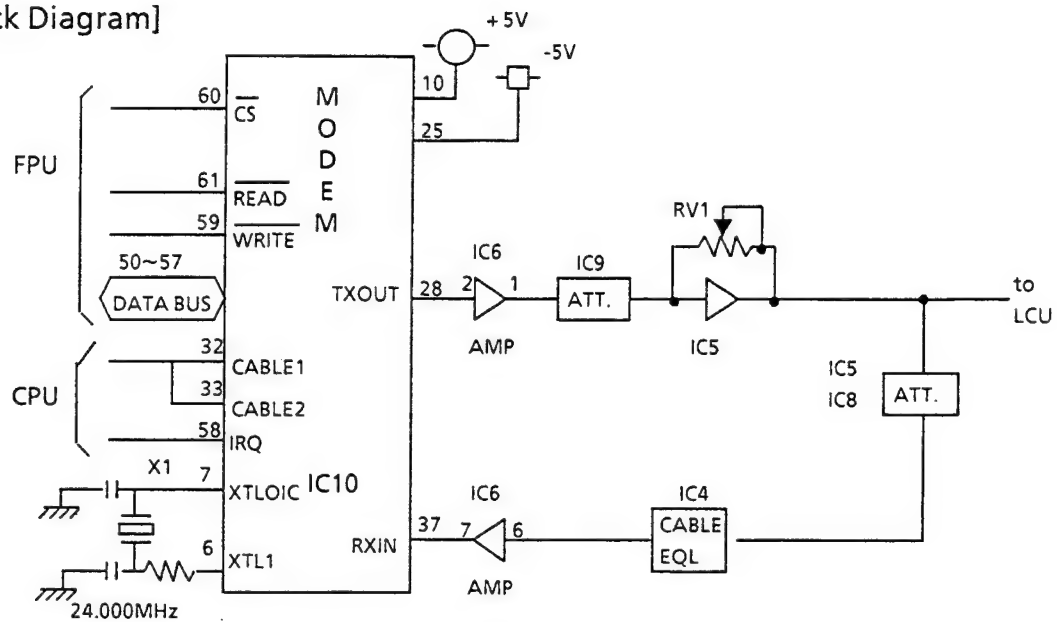 ck Diagram]
+5V
-5V
10
25
MODEM
FPU
60
CS
61
READ
59
WRITE
50~57
DATA BUS
CPU
32
CABLE1
33
CABLE2
58
IRQ
X1
7
XTLOIC
IC10
6
XTL1
24.000MHz
TXOUT
28
2
IC6
1
AMP
IC9
ATT.
RV1
IC5
to
LCU
IC5
IC8
ATT.
IC4
CABLE
EQL
IC6
6
7
AMP
37
RXIN